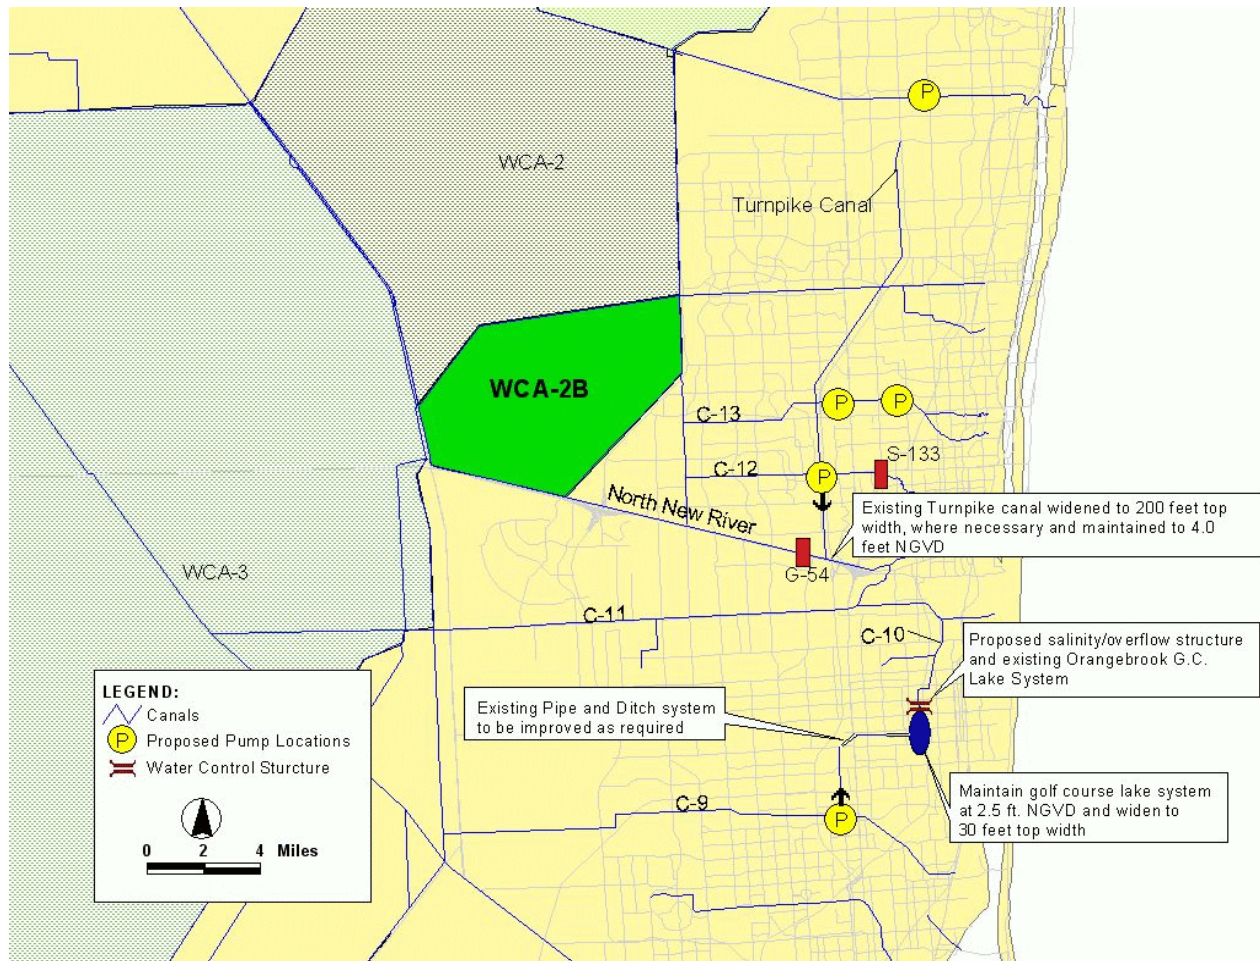 P
WCA-2
Turnpike Canal
WCA-2B
P
P
C-13
S-133
C-12
P
North New River
Existing Turnpike canal widened to 200 feet top
width, where necessary and maintained to 4.0
feet NGVD
G-54
WCA-3
C-11
C-10
Proposed salinity/overflow structure
and existing Orangebrook G.C.
Lake System
LEGEND:
Canals
P Proposed Pump Locations
Water Control Sturcture
0 2 4 Miles
Existing Pipe and Ditch system
to be improved as required
Maintain golf course lake system
at 2.5 ft. NGVD and widen to
30 feet top width
C-9
P